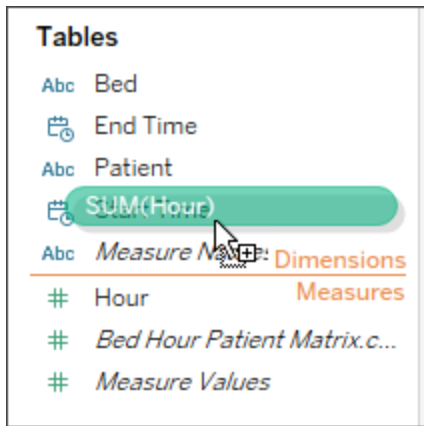 Tables
Abc Bed
End Time
Abc Patient
SUM(Hour)
Abc Measure
Dimensions
# Hour
Measures
# Bed Hour Patient Matrix.c...
# Measure Values